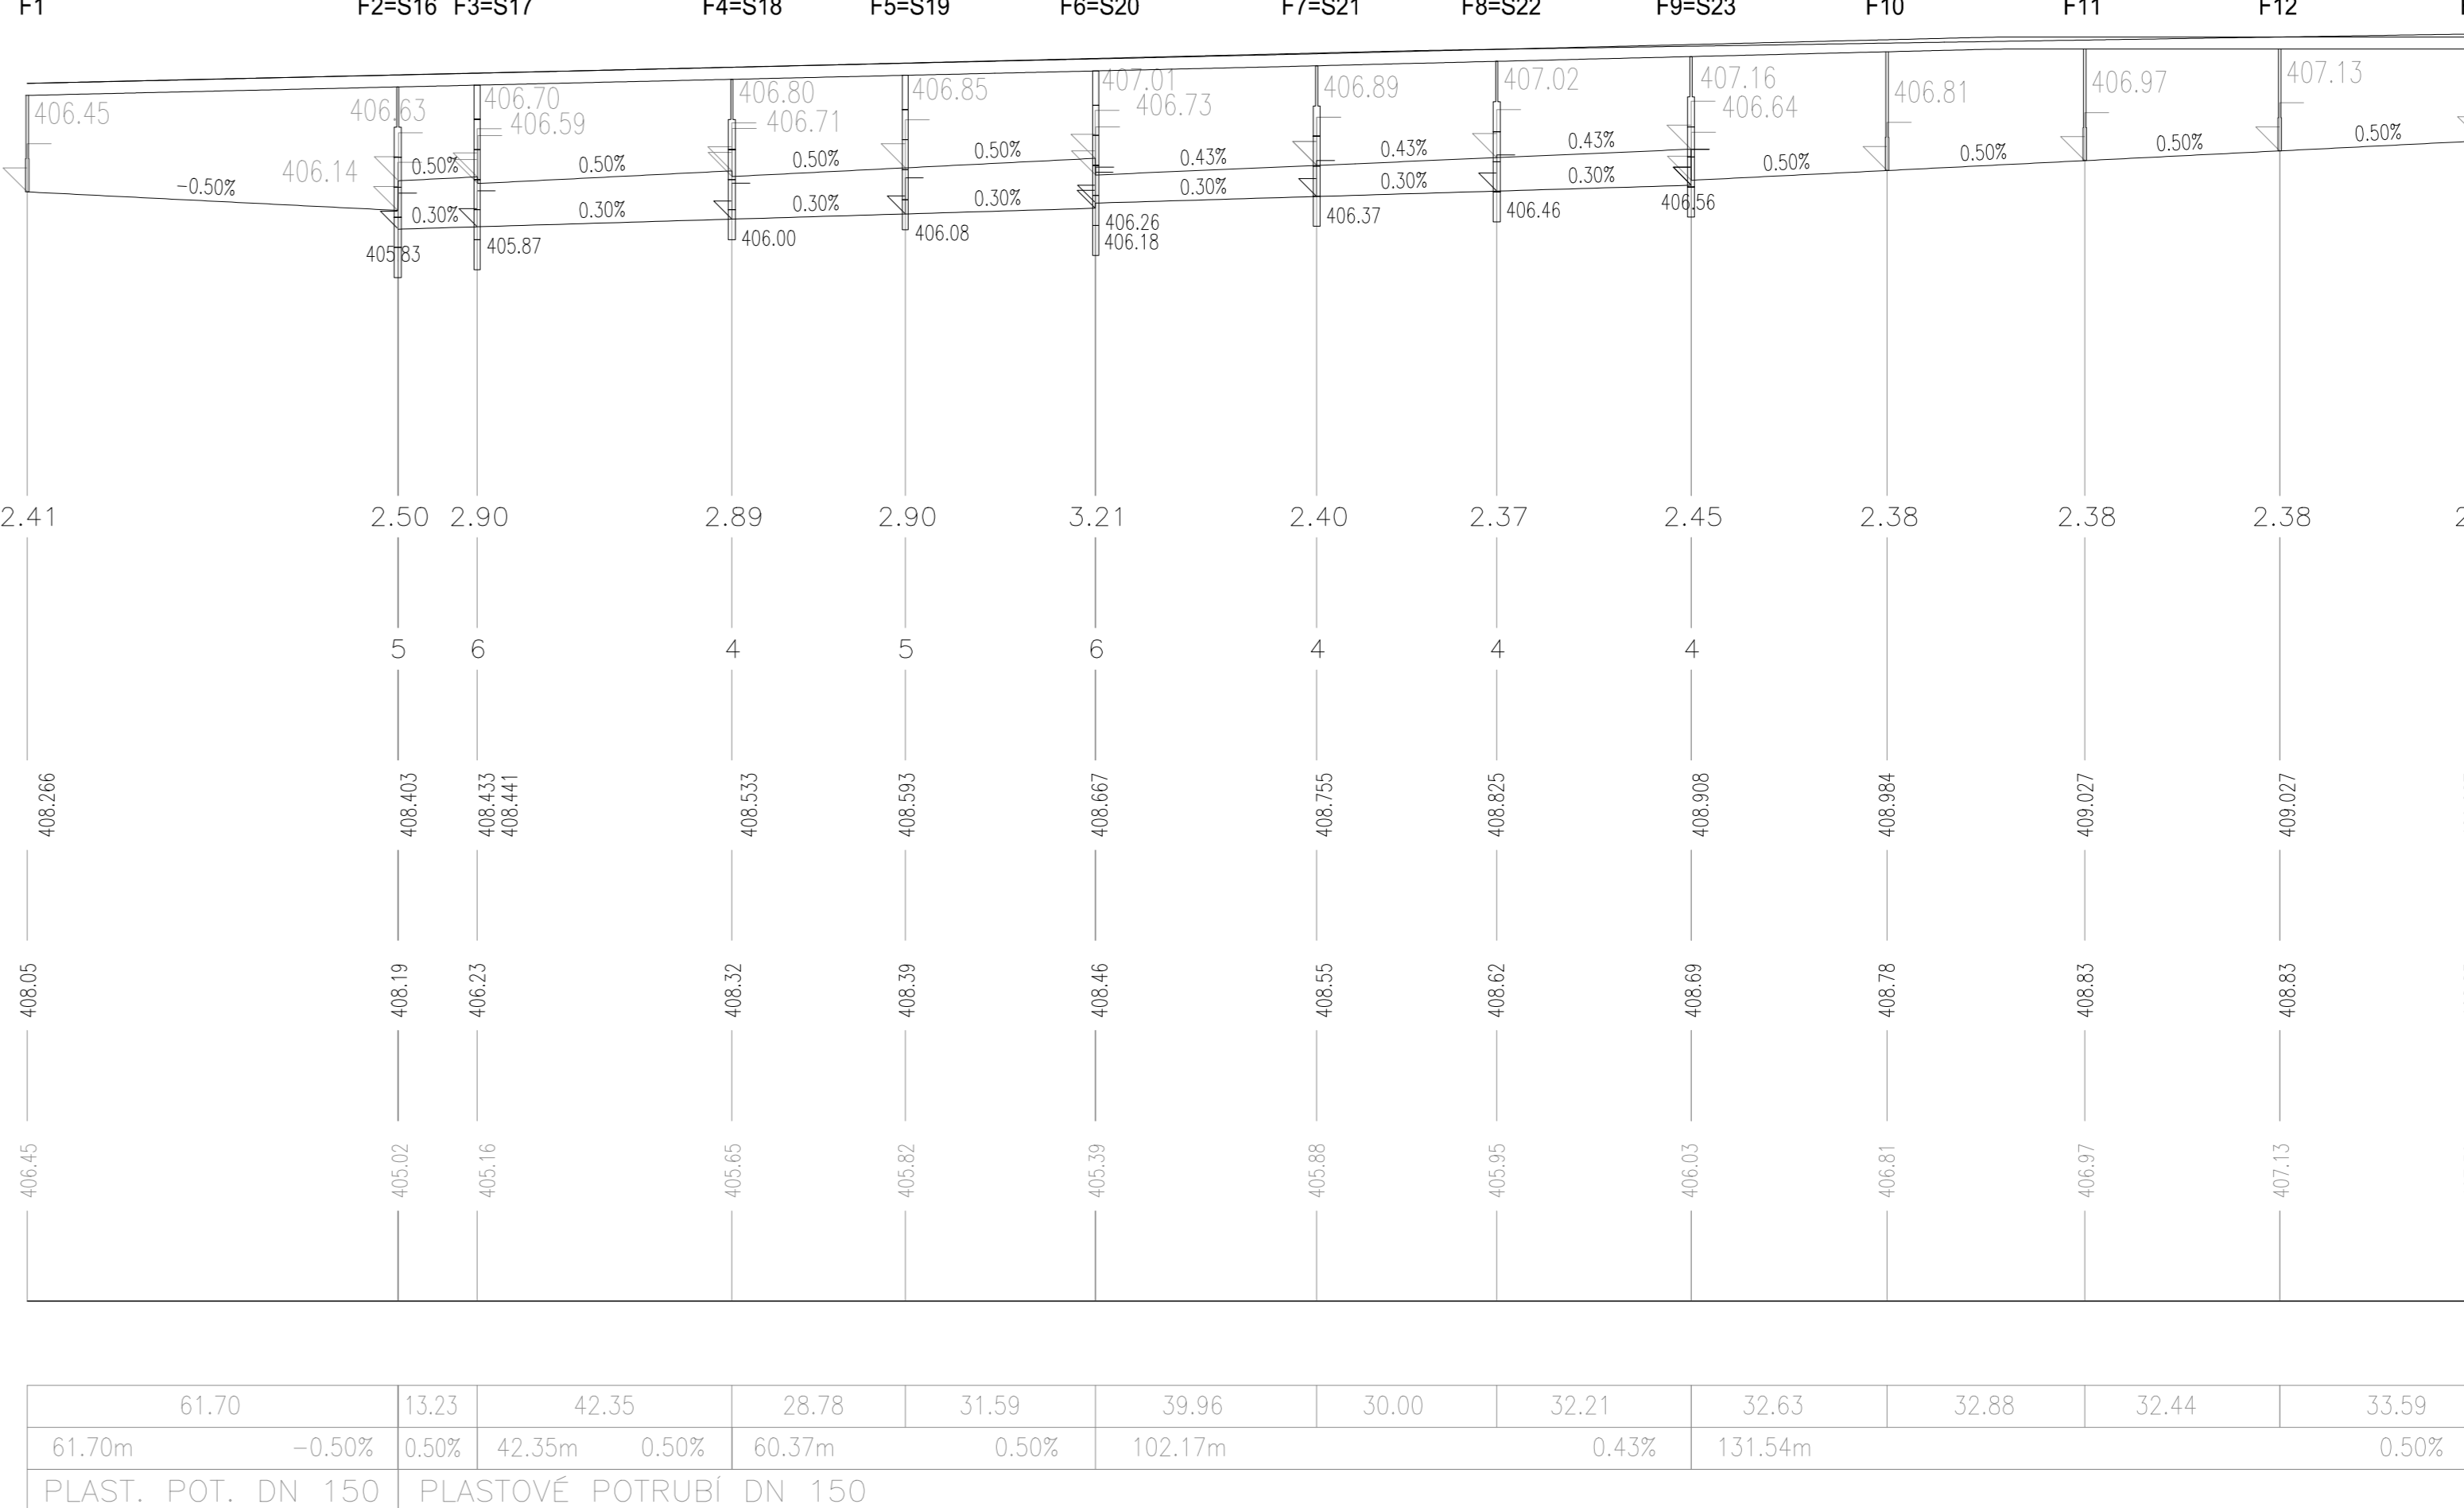 F1 F2=S16 F3=S17 F4=S18 F5=S19 F6=S20 F7=S21 F8=S22 F9=S23 F10 F11 F12
406.45 406.63 406.70 406.80 406.85 407.01 406.89 407.02 407.16 406.81 406.97 407.13
406.59 406.71 406.73 406.64
406.14
-0.50% 0.50% 0.50% 0.50% 0.50% 0.43% 0.43% 0.43% 0.50% 0.50% 0.50% 0.50%
0.30% 0.30% 0.30% 0.30% 0.30% 0.30% 0.30%
405.83 405.87 406.00 406.08 406.26 406.37 406.46 406.56
406.18
2.41 2.50 2.90 2.89 2.90 3.21 2.40 2.37 2.45 2.38 2.38 2.38
5 6 4 5 6 4 4 4
408.266 408.403 408.433 408.441 408.533 408.593 408.667 408.755 408.825 408.908 408.984 409.027 409.027
408.05 408.19 406.23 408.32 408.39 408.46 408.55 408.62 408.69 408.78 408.83 408.83
406.45 405.02 405.16 405.65 405.82 405.39 405.88 405.95 406.03 406.81 406.97 407.13
61.70 13.23 42.35 28.78 31.59 39.96 30.00 32.21 32.63 32.88 32.44 33.59
61.70m -0.50% 0.50% 42.35m 0.50% 60.37m 0.50% 102.17m 0.43% 131.54m 0.50%
PLAST. POT. DN 150 PLASTOVÉ POTRUBÍ DN 150